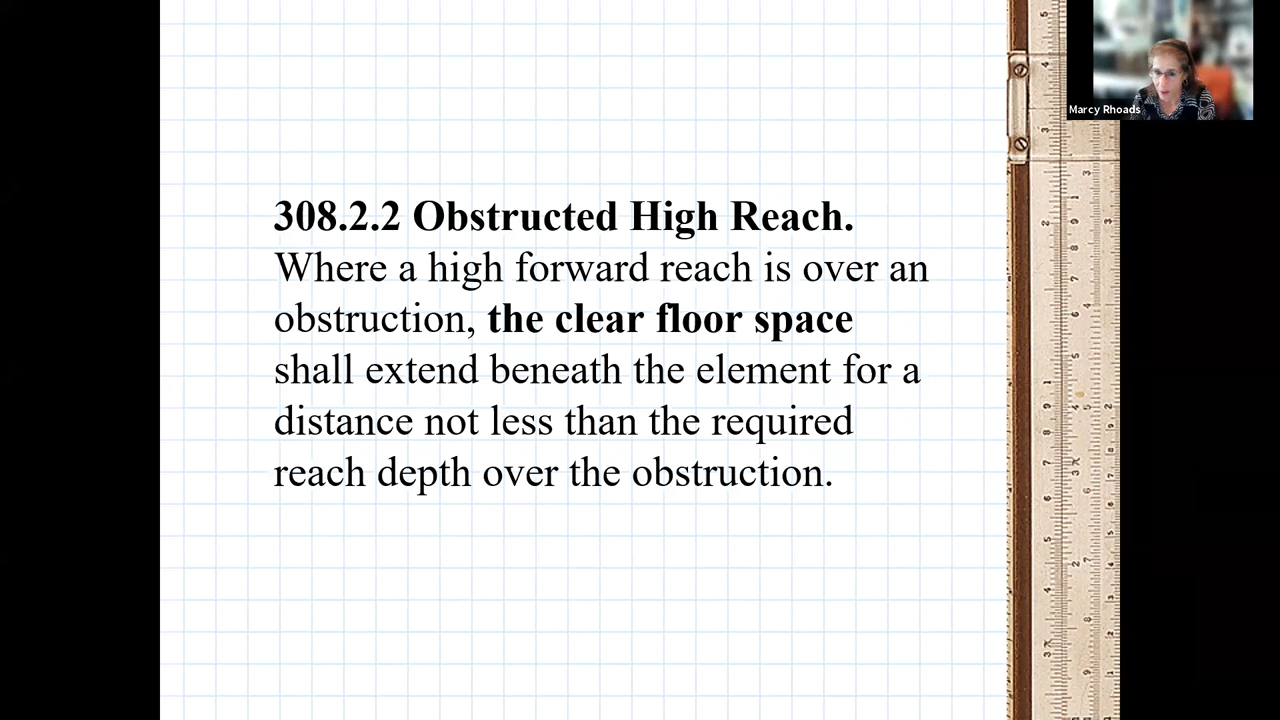 Marcy Rhoads
308.2.2 Obstructed High Reach.
Where a high forward reach is over an
obstruction, the clear floor space
shall extend beneath the element for a
distance not less than the required
reach depth over the obstruction.